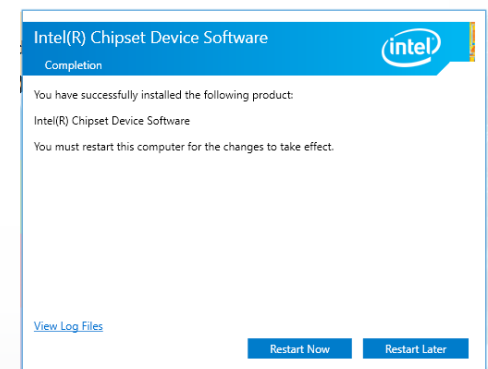 Intel(R) Chipset Device Software
intel
Completion
You have successfully installed the following product:
Intel(R) Chipset Device Software
You must restart this computer for the changes to take effect.
View Log Files
Restart Now
Restart Later